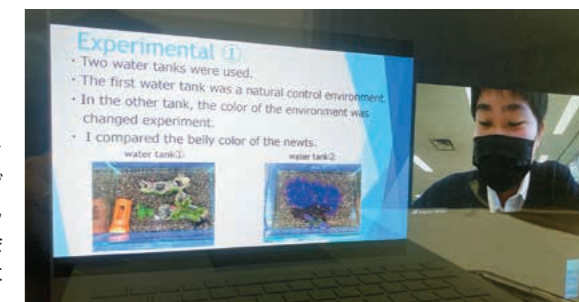 Experimental ①
・Two water tanks were used.
・The first water tank was a natural control environment.
・In the other tank, the color of the environment was
changed experiment.
・I compared the belly color of the newts.
water tank①
water tank②